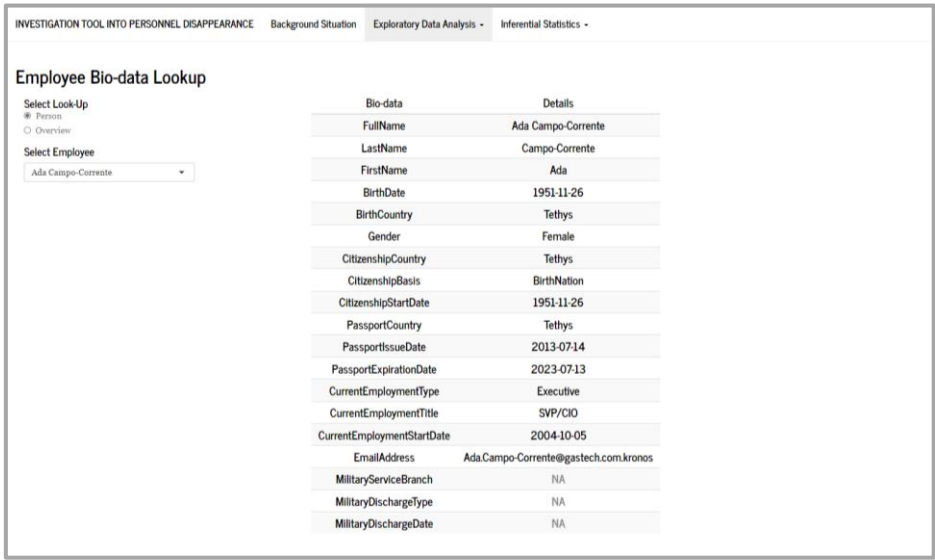 INVESTIGATION TOOL INTO PERSONNEL DISAPPEARANCE Background Situation Exploratory Data Analysis Inferential Statistics
Employee Bio-data Lookup
Select Look-Up
Person
Overview
Select Employee
Ada Campo-Corrente
Bio-data Details
FullName Ada Campo-Corrente
LastName Campo-Corrente
FirstName Ada
BirthDate 1951-11-26
BirthCountry Tethys
Gender Female
CitizenshipCountry Tethys
CitizenshipBasis BirthNation
CitizenshipStartDate 1951-11-26
PassportCountry Tethys
PassportIssueDate 2013-07-14
PassportExpirationDate 2023-07-13
CurrentEmploymentType Executive
CurrentEmploymentTitle SVP/CIO
CurrentEmploymentStartDate 2004-10-05
EmailAddress Ada.Campo-Corrente@gastech.com.kronos
MilitaryServiceBranch NA
MilitaryDischargeType NA
MilitaryDischargeDate NA